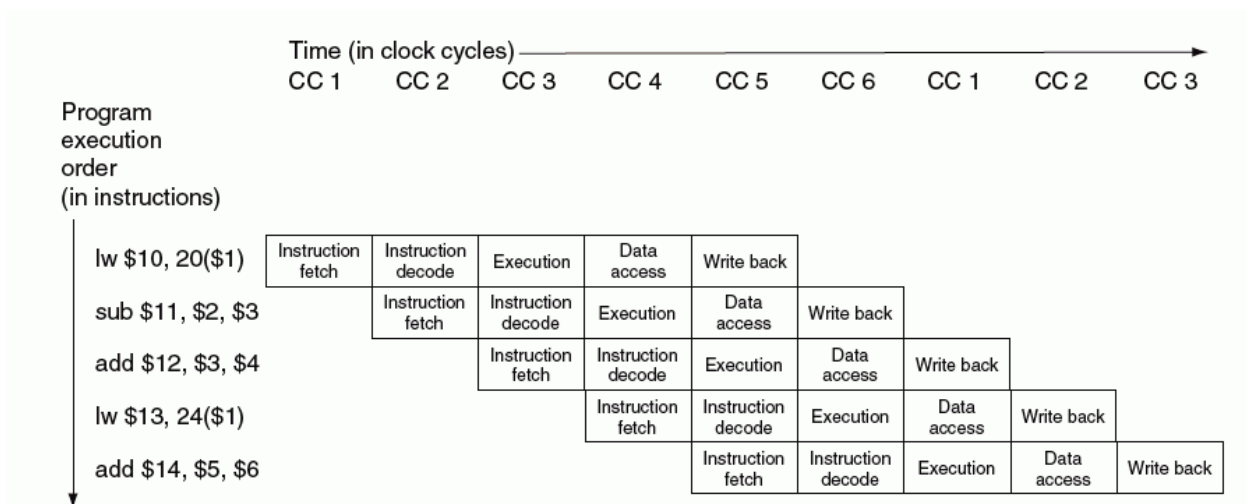 Time (in clock cycles)
CC 1 CC 2 CC 3 CC 4 CC 5 CC 6 CC 1 CC 2 CC 3
Program
execution
order
(in instructions)
lw $10, 20($1) Instruction fetch Instruction decode Execution Data access Write back
sub $11, $2, $3 Instruction fetch Instruction decode Execution Data access Write back
add $12, $3, $4 Instruction fetch Instruction decode Execution Data access Write back
lw $13, 24($1) Instruction fetch Instruction decode Execution Data access Write back
add $14, $5, $6 Instruction fetch Instruction decode Execution Data access Write back